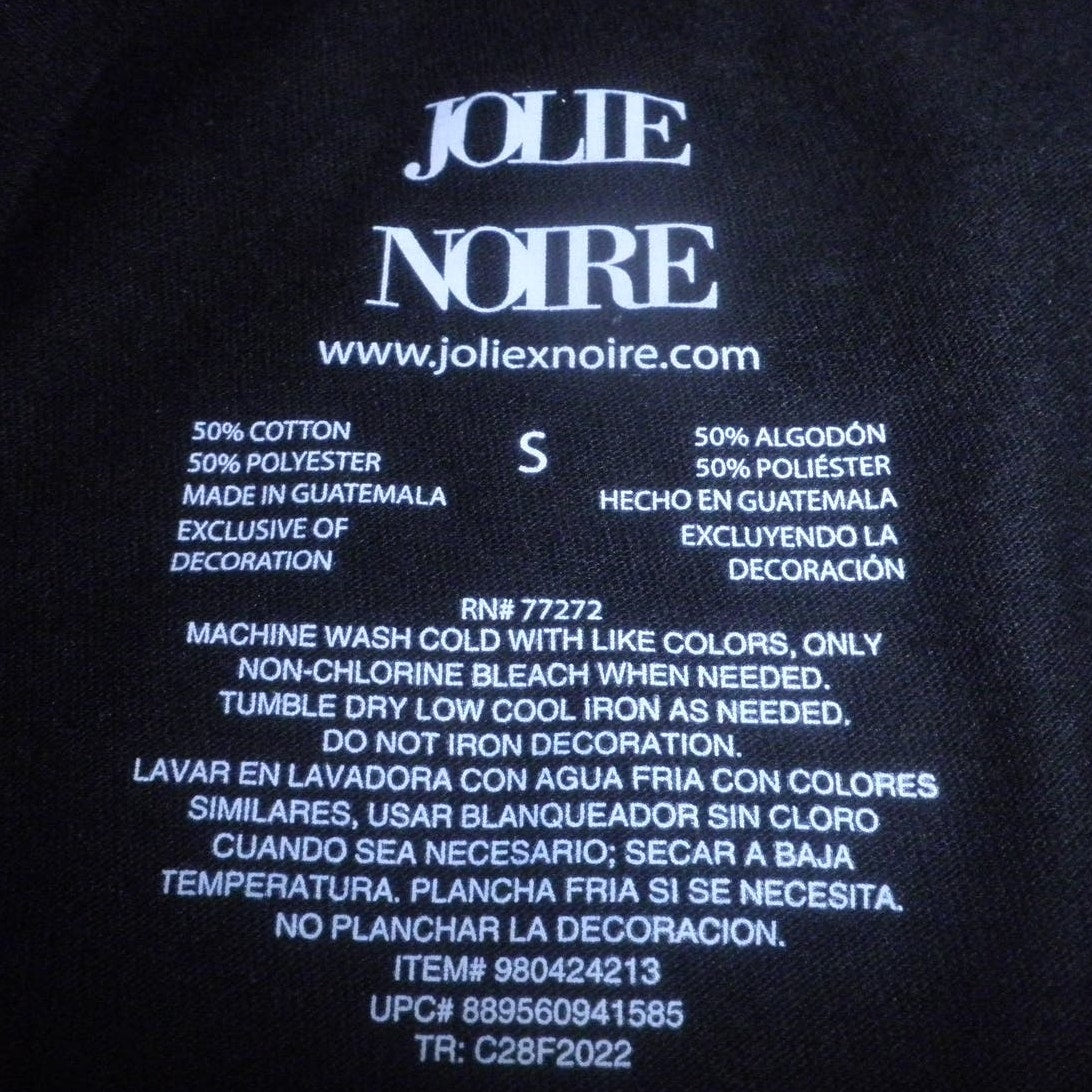 JOLIE
NOIRE
www.joliexnoire.com
50% COTTON
50% POLYESTER
MADE IN GUATEMALA
EXCLUSIVE OF
DECORATION
S
50% ALGODÓN
50% POLIÉSTER
HECHO EN GUATEMALA
EXCLUYENDO LA
DECORACIÓN
RN# 77272
MACHINE WASH COLD WITH LIKE COLORS, ONLY
NON-CHLORINE BLEACH WHEN NEEDED.
TUMBLE DRY LOW COOL IRON AS NEEDED.
DO NOT IRON DECORATION.
LAVAR EN LAVADORA CON AGUA FRIA CON COLORES
SIMILARES, USAR BLANQUEADOR SIN CLORO
CUANDO SEA NECESARIO; SECAR A BAJA
TEMPERATURA. PLANCHA FRIA SI SE NECESITA.
NO PLANCHAR LA DECORACION.
ITEM# 980424213
UPC# 889560941585
TR: C28F2022